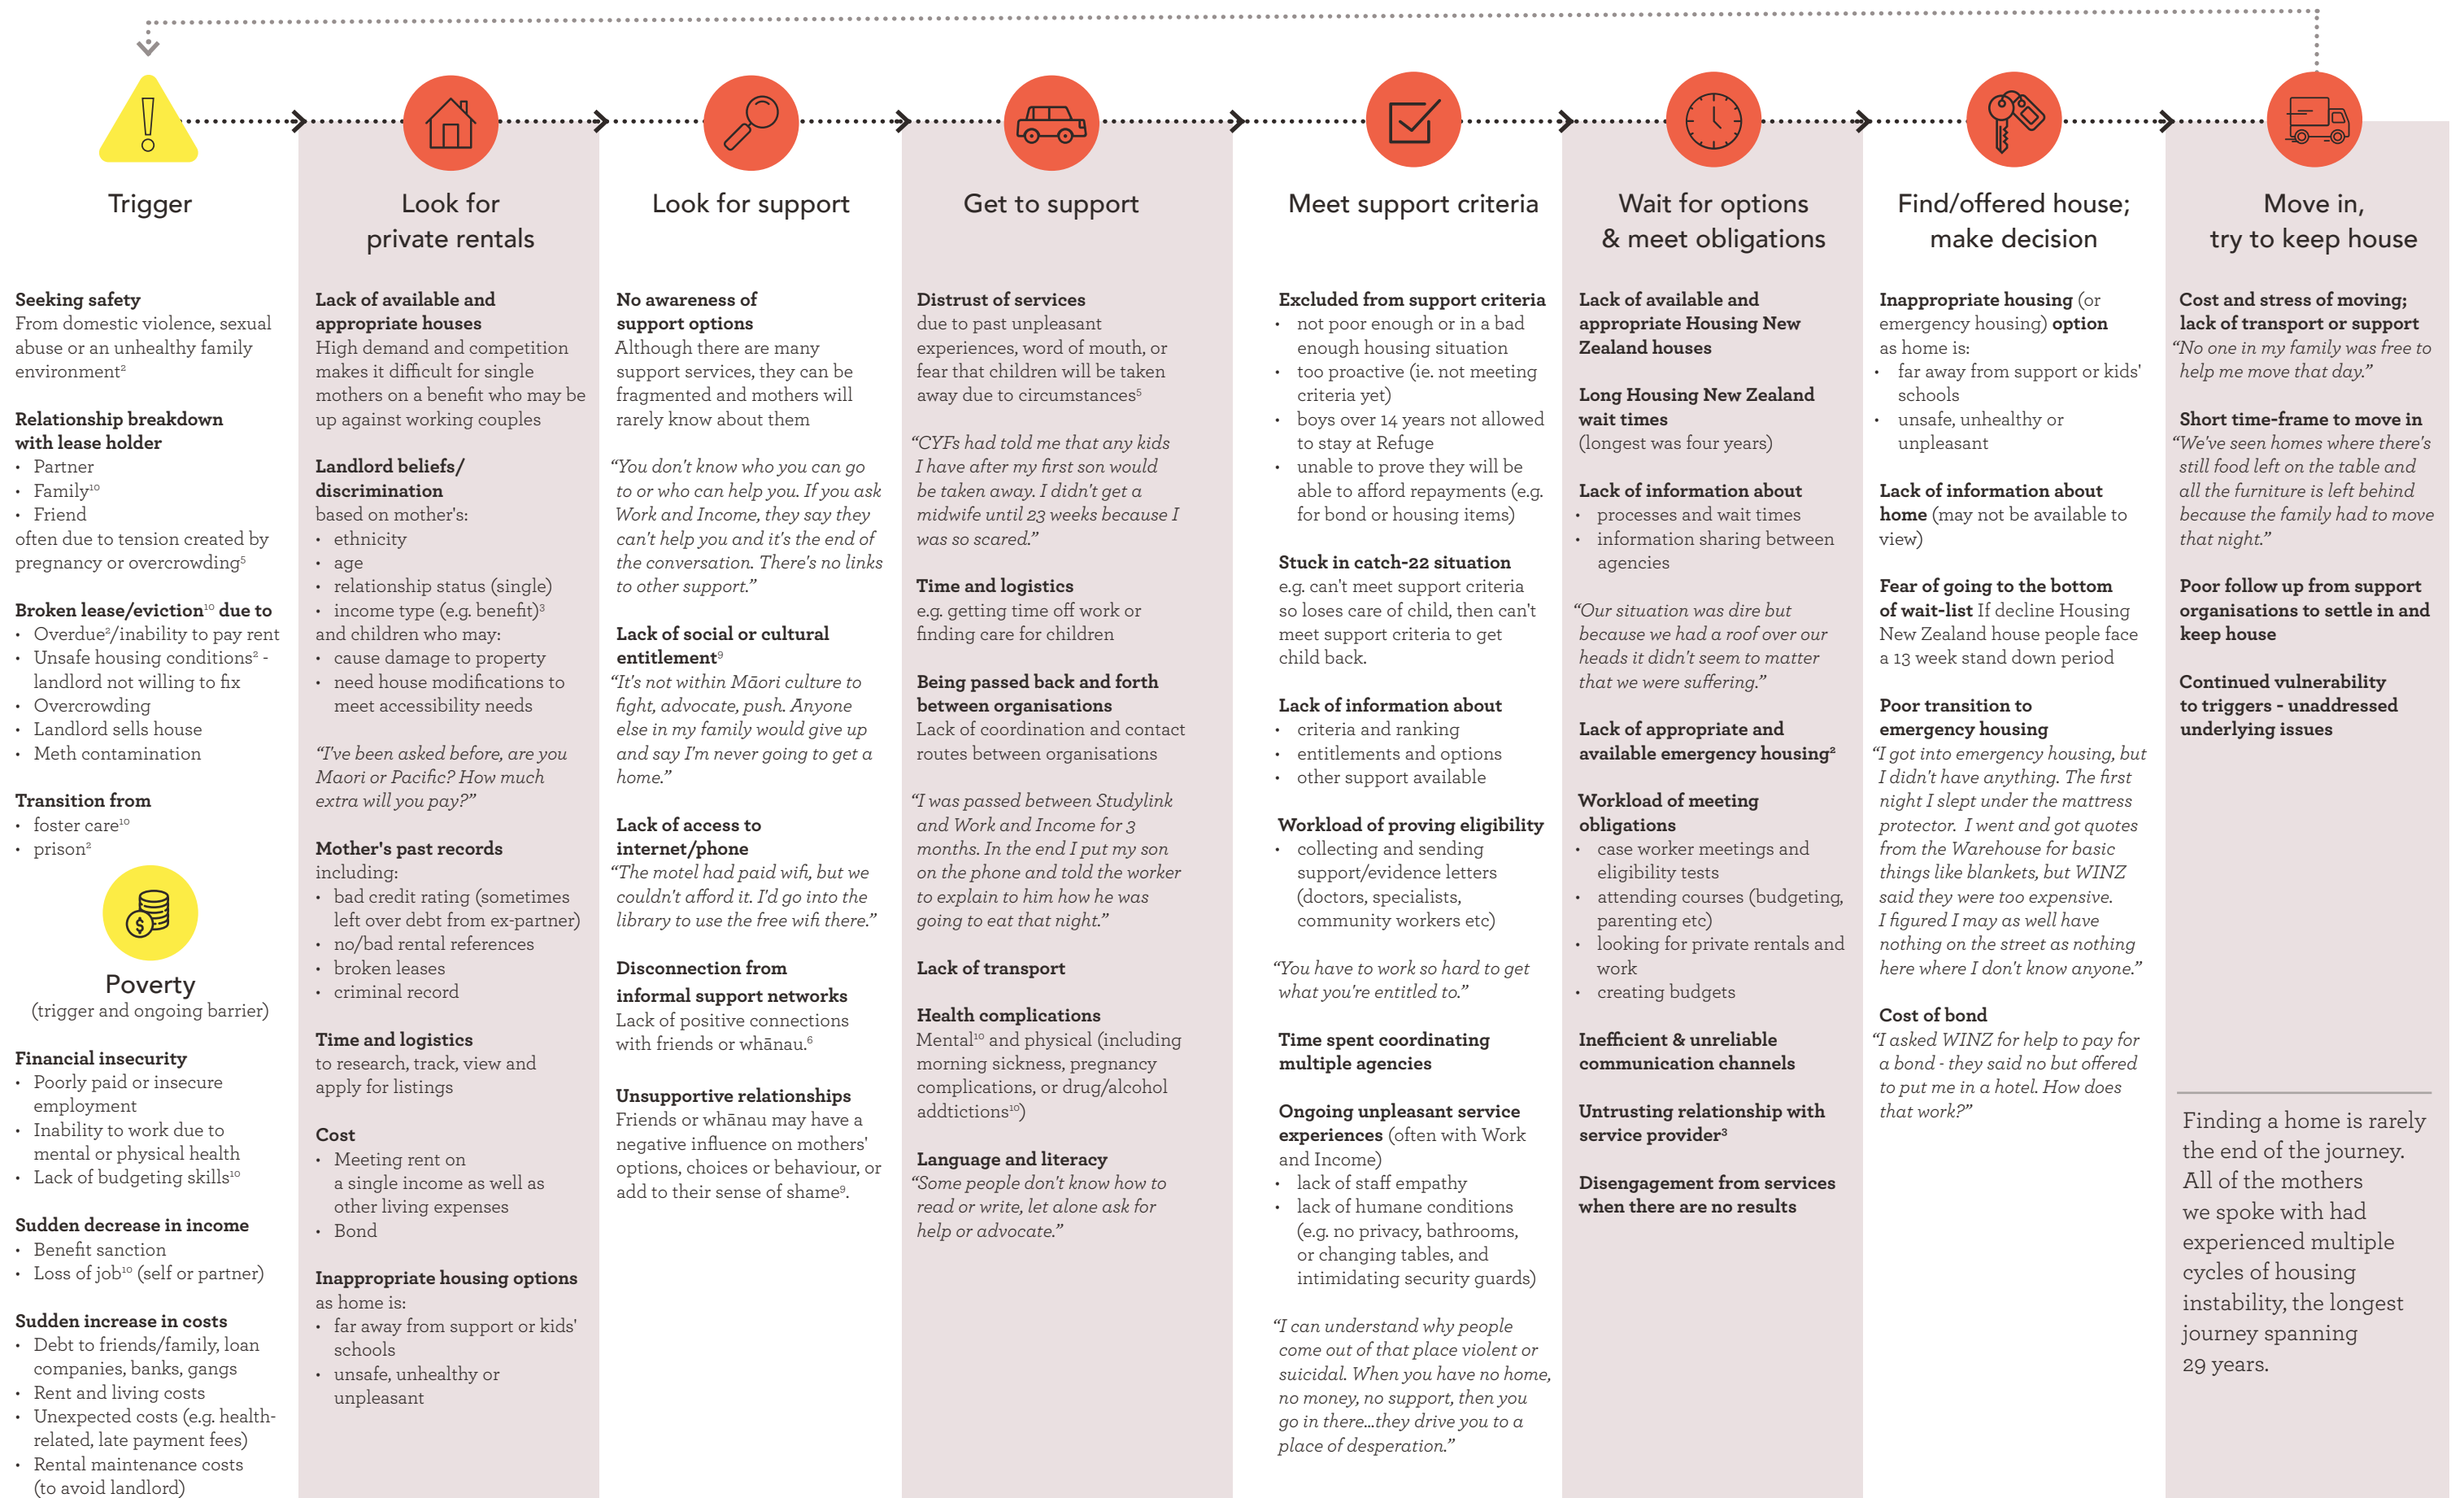 Trigger
Seeking safety
From domestic violence, sexual
abuse or an unhealthy family
environment²
Relationship breakdown
with lease holder
• Partner
• Family¹⁰
• Friend
often due to tension created by
pregnancy or overcrowding⁵
Broken lease/eviction¹⁰ due to
• Overdue²/inability to pay rent
• Unsafe housing conditions² -
landlord not willing to fix
• Overcrowding
• Landlord sells house
• Meth contamination
Transition from
• foster care¹⁰
• prison²
$
Poverty
(trigger and ongoing barrier)
Financial insecurity
• Poorly paid or insecure
employment
• Inability to work due to
mental or physical health
• Lack of budgeting skills¹⁰
Sudden decrease in income
• Benefit sanction
• Loss of job¹⁰ (self or partner)
Sudden increase in costs
• Debt to friends/family, loan
companies, banks, gangs
• Rent and living costs
• Unexpected costs (e.g. health-
related, late payment fees)
• Rental maintenance costs
(to avoid landlord)
Look for
private rentals
Lack of available and
appropriate houses
High demand and competition
makes it difficult for single
mothers on a benefit who may be
up against working couples
Landlord beliefs/
discrimination
based on mother's:
• ethnicity
• age
• relationship status (single)
• income type (e.g. benefit)³
and children who may:
• cause damage to property
• need house modifications to
meet accessibility needs
“I've been asked before, are you
Maori or Pacific? How much
extra will you pay?”
Mother's past records
including:
• bad credit rating (sometimes
left over debt from ex-partner)
• no/bad rental references
• broken leases
• criminal record
Time and logistics
to research, track, view and
apply for listings
Cost
• Meeting rent on
a single income as well as
other living expenses
• Bond
Inappropriate housing options
as home is:
• far away from support or kids'
schools
• unsafe, unhealthy or
unpleasant
Look for support
No awareness of
support options
Although there are many
support services, they can be
fragmented and mothers will
rarely know about them
“You don't know who you can go
to or who can help you. If you ask
Work and Income, they say they
can't help you and it's the end of
the conversation. There's no links
to other support.”
Lack of social or cultural
entitlement⁹
“It's not within Māori culture to
fight, advocate, push. Anyone
else in my family would give up
and say I'm never going to get a
home.”
Lack of access to
internet/phone
“The motel had paid wifi, but we
couldn't afford it. I'd go into the
library to use the free wifi there.”
Disconnection from
informal support networks
Lack of positive connections
with friends or whānau.⁶
Unsupportive relationships
Friends or whānau may have a
negative influence on mothers'
options, choices or behaviour, or
add to their sense of shame⁹.
Get to support
Distrust of services
due to past unpleasant
experiences, word of mouth, or
fear that children will be taken
away due to circumstances⁵
“CYFs had told me that any kids
I have after my first son would
be taken away. I didn't get a
midwife until 23 weeks because I
was so scared.”
Time and logistics
e.g. getting time off work or
finding care for children
Being passed back and forth
between organisations
Lack of coordination and contact
routes between organisations
“I was passed between Studylink
and Work and Income for 3
months. In the end I put my son
on the phone and told the worker
to explain to him how he was
going to eat that night.”
Lack of transport
Health complications
Mental¹⁰ and physical (including
morning sickness, pregnancy
complications, or drug/alcohol
addtictions¹⁰)
Language and literacy
“Some people don't know how to
read or write, let alone ask for
help or advocate.”
Meet support criteria
Excluded from support criteria
• not poor enough or in a bad
enough housing situation
• too proactive (ie. not meeting
criteria yet)
• boys over 14 years not allowed
to stay at Refuge
• unable to prove they will be
able to afford repayments (e.g.
for bond or housing items)
Stuck in catch-22 situation
e.g. can't meet support criteria
so loses care of child, then can't
meet support criteria to get
child back.
Lack of information about
• criteria and ranking
• entitlements and options
• other support available
Workload of proving eligibility
• collecting and sending
support/evidence letters
(doctors, specialists,
community workers etc)
“You have to work so hard to get
what you're entitled to.”
Time spent coordinating
multiple agencies
Ongoing unpleasant service
experiences (often with Work
and Income)
• lack of staff empathy
• lack of humane conditions
(e.g. no privacy, bathrooms,
or changing tables, and
intimidating security guards)
“I can understand why people
come out of that place violent or
suicidal. When you have no home,
no money, no support, then you
go in there...they drive you to a
place of desperation.”
Wait for options
& meet obligations
Lack of available and
appropriate Housing New
Zealand houses
Long Housing New Zealand
wait times
(longest was four years)
Lack of information about
• processes and wait times
• information sharing between
agencies
“Our situation was dire but
because we had a roof over our
heads it didn't seem to matter
that we were suffering.”
Lack of appropriate and
available emergency housing²
Workload of meeting
obligations
• case worker meetings and
eligibility tests
• attending courses (budgeting,
parenting etc)
• looking for private rentals and
work
• creating budgets
Inefficient & unreliable
communication channels
Untrusting relationship with
service provider³
Disengagement from services
when there are no results
Find/offered house;
make decision
Inappropriate housing (or
emergency housing) option
as home is:
• far away from support or kids'
schools
• unsafe, unhealthy or
unpleasant
Lack of information about
home (may not be available to
view)
Fear of going to the bottom
of wait-list If decline Housing
New Zealand house people face
a 13 week stand down period
Poor transition to
emergency housing
“I got into emergency housing, but
I didn't have anything. The first
night I slept under the mattress
protector. I went and got quotes
from the Warehouse for basic
things like blankets, but WINZ
said they were too expensive.
I figured I may as well have
nothing on the street as nothing
here where I don't know anyone.”
Cost of bond
“I asked WINZ for help to pay for
a bond - they said no but offered
to put me in a hotel. How does
that work?”
Move in,
try to keep house
Cost and stress of moving;
lack of transport or support
“No one in my family was free to
help me move that day.”
Short time-frame to move in
“We've seen homes where there's
still food left on the table and
all the furniture is left behind
because the family had to move
that night.”
Poor follow up from support
organisations to settle in and
keep house
Continued vulnerability
to triggers - unaddressed
underlying issues
Finding a home is rarely
the end of the journey.
All of the mothers
we spoke with had
experienced multiple
cycles of housing
instability, the longest
journey spanning
29 years.